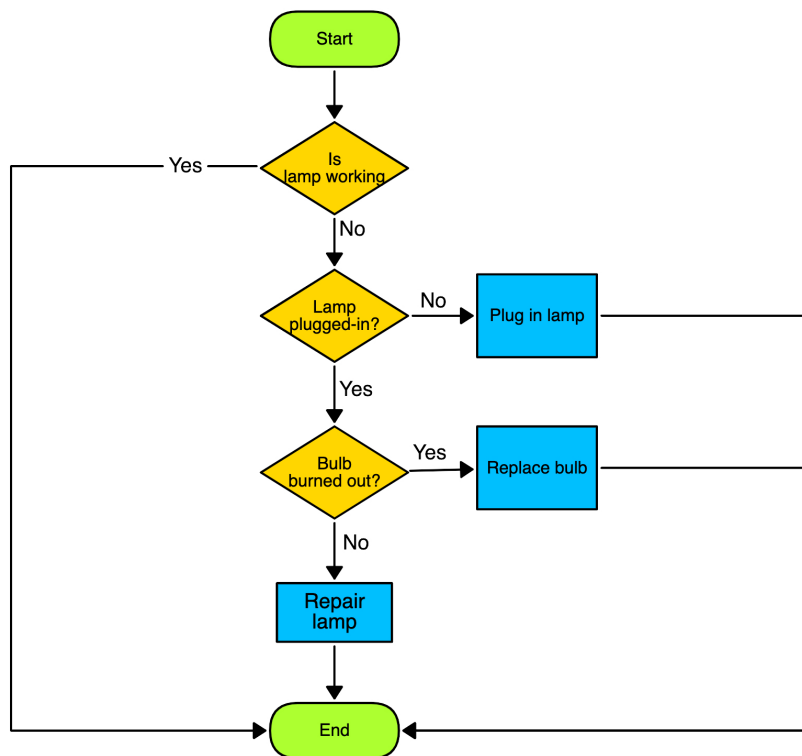 Start
Is
lamp working
Yes
No
Lamp
plugged-in?
No
Plug in lamp
Yes
Bulb
burned out?
Yes
Replace bulb
No
Repair
lamp
End